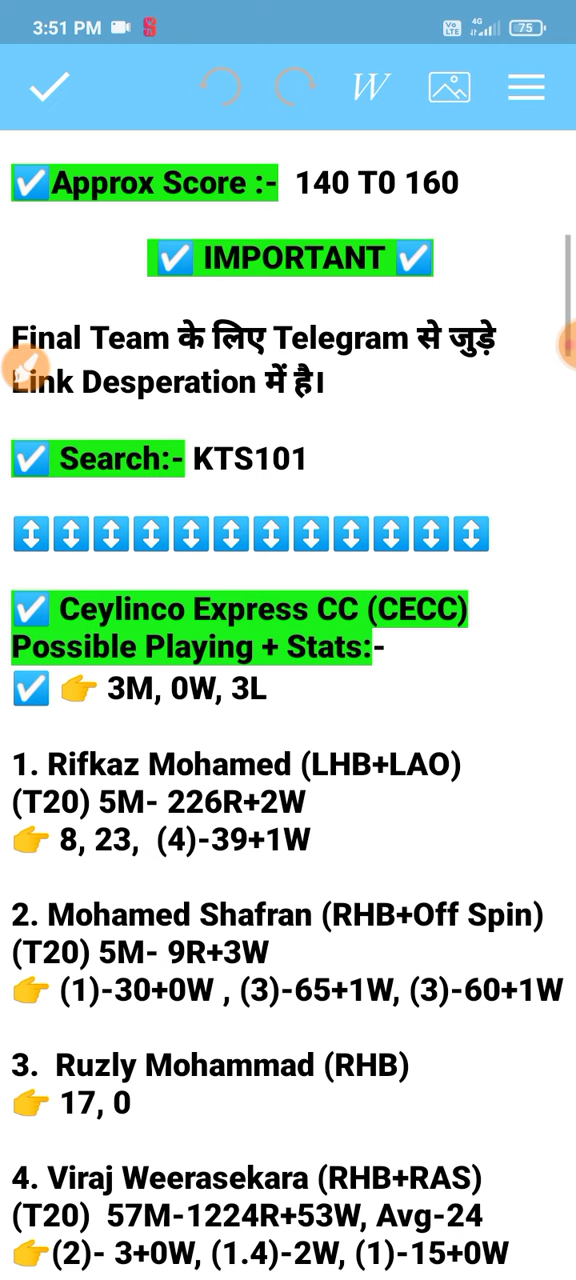 3:51 PM
Vo LTE 4G 75
W
✅Approx Score :- 140 T0 160
✅ IMPORTANT ✅
Final Team के लिए Telegram से जुड़े
Link Desperation में है।
✅ Search:- KTS101
↕️↕️↕️↕️↕️↕️↕️↕️↕️↕️↕️↕️
✅ Ceylinco Express CC (CECC)
Possible Playing + Stats:-
✅ 👉 3M, 0W, 3L
1. Rifkaz Mohamed (LHB+LAO)
(T20) 5M- 226R+2W
👉 8, 23, (4)-39+1W
2. Mohamed Shafran (RHB+Off Spin)
(T20) 5M- 9R+3W
👉 (1)-30+0W , (3)-65+1W, (3)-60+1W
3. Ruzly Mohammad (RHB)
👉 17, 0
4. Viraj Weerasekara (RHB+RAS)
(T20) 57M-1224R+53W, Avg-24
👉(2)- 3+0W, (1.4)-2W, (1)-15+0W